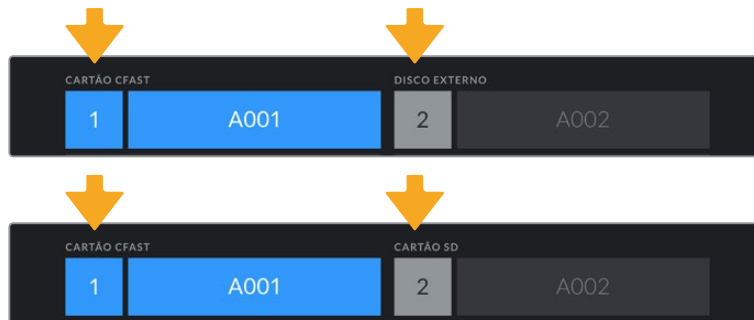 CARTÃO CFAST DISCO EXTERNO
1 A001 2 A002
CARTÃO CFAST CARTÃO SD
1 A001 2 A002